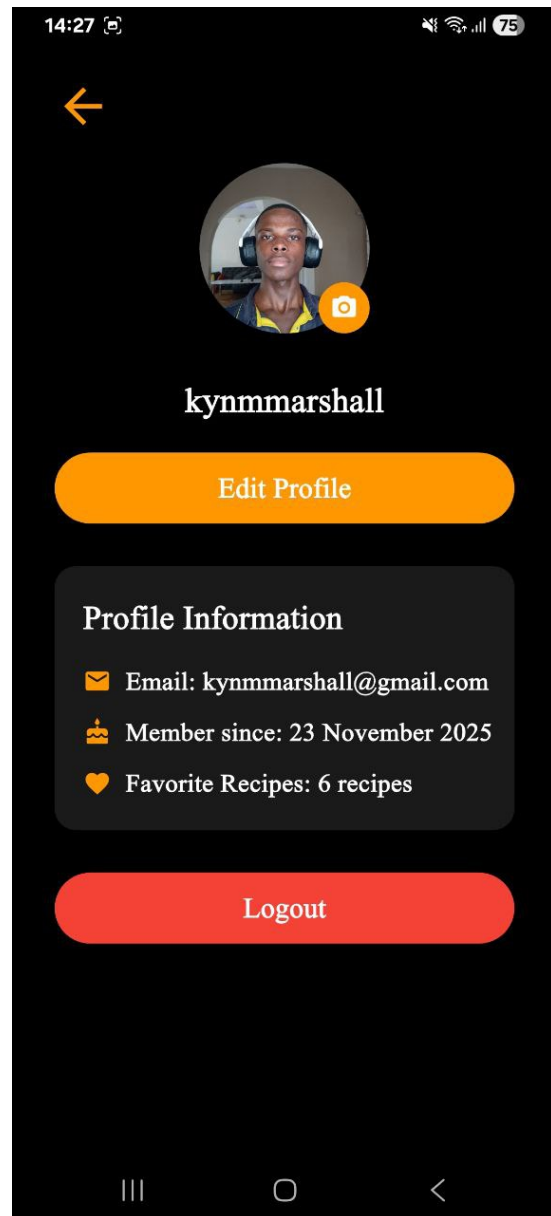 14:27
75
kynmmarshall
Edit Profile
Profile Information
Email: kynmmarshall@gmail.com
Member since: 23 November 2025
Favorite Recipes: 6 recipes
Logout